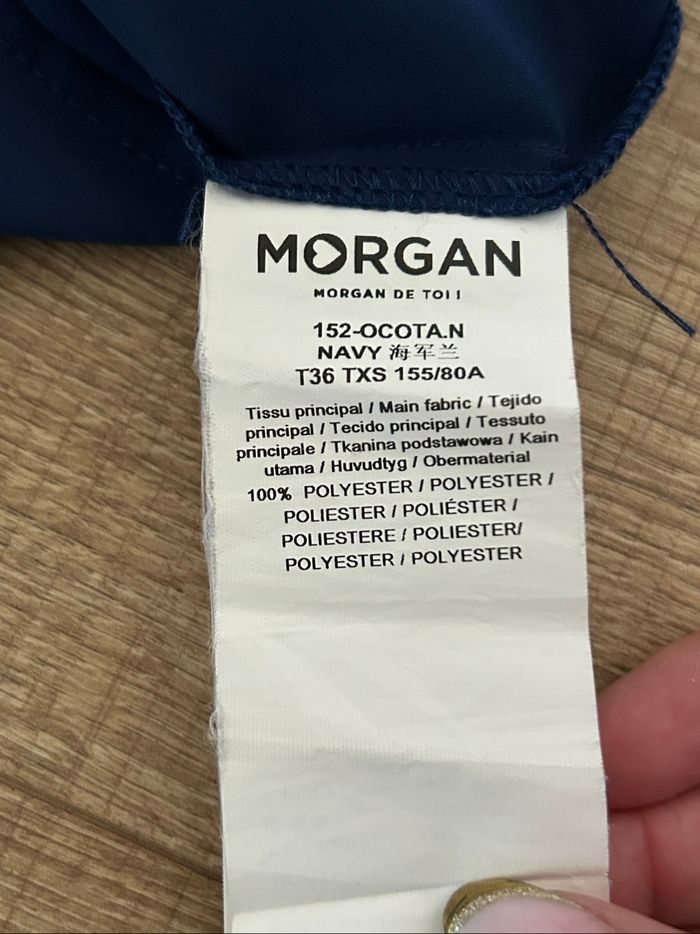 MORGAN
MORGAN DE TOI !
152-OCOTA.N
NAVY 海军兰
T36 TXS 155/80A
Tissu principal / Main fabric / Tejido
principal / Tecido principal / Tessuto
principale / Tkanina podstawowa / Kain
utama / Huvudtyg / Obermaterial
100% POLYESTER / POLYESTER /
POLIESTER / POLIÉSTER /
POLIESTERE / POLIESTER/
POLYESTER / POLYESTER